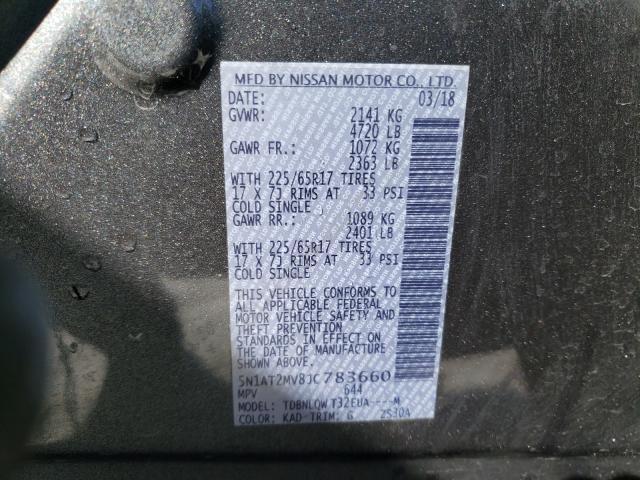 MFD BY NISSAN MOTOR CO., LTD.
DATE: 03/18
GVWR: 2141 KG
4720 LB
GAWR FR.: 1072 KG
2363 LB
WITH 225/65R17 TIRES
17 X 7J RIMS AT 33 PSI
COLD SINGLE
GAWR RR.: 1089 KG
2401 LB
WITH 225/65R17 TIRES
17 X 7J RIMS AT 33 PSI
COLD SINGLE
THIS VEHICLE CONFORMS TO
ALL APPLICABLE FEDERAL
MOTOR VEHICLE SAFETY AND
THEFT PREVENTION
STANDARDS IN EFFECT ON
THE DATE OF MANUFACTURE
SHOWN ABOVE.
5N1AT2MV8JC783660
MPV 644
MODEL: TDBNLQWT32EUA----M
COLOR: KAD-TRIM: G 2S30A